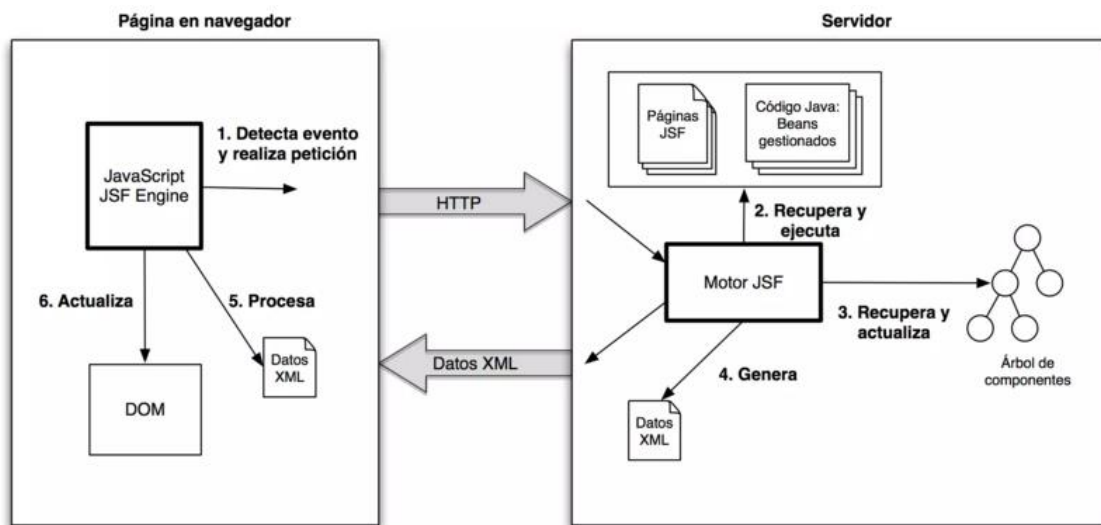 Página en navegador
Servidor
JavaScript
JSF Engine
1. Detecta evento
y realiza petición
6. Actualiza
5. Procesa
DOM
Datos
XML
HTTP
Datos XML
Páginas
JSF
Código Java:
Beans
gestionados
2. Recupera y
ejecuta
Motor JSF
3. Recupera y
actualiza
4. Genera
Datos
XML
Árbol de
componentes